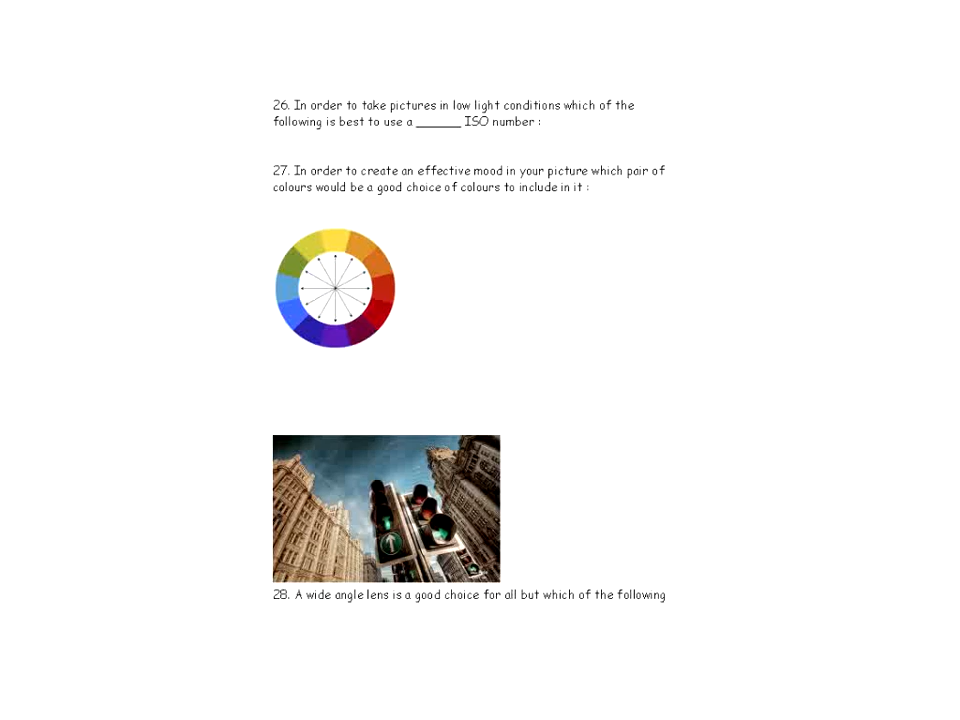 26. In order to take pictures in low light conditions which of the
following is best to use a ______ ISO number :
27. In order to create an effective mood in your picture which pair of
colours would be a good choice of colours to include in it :
28. A wide angle lens is a good choice for all but which of the following